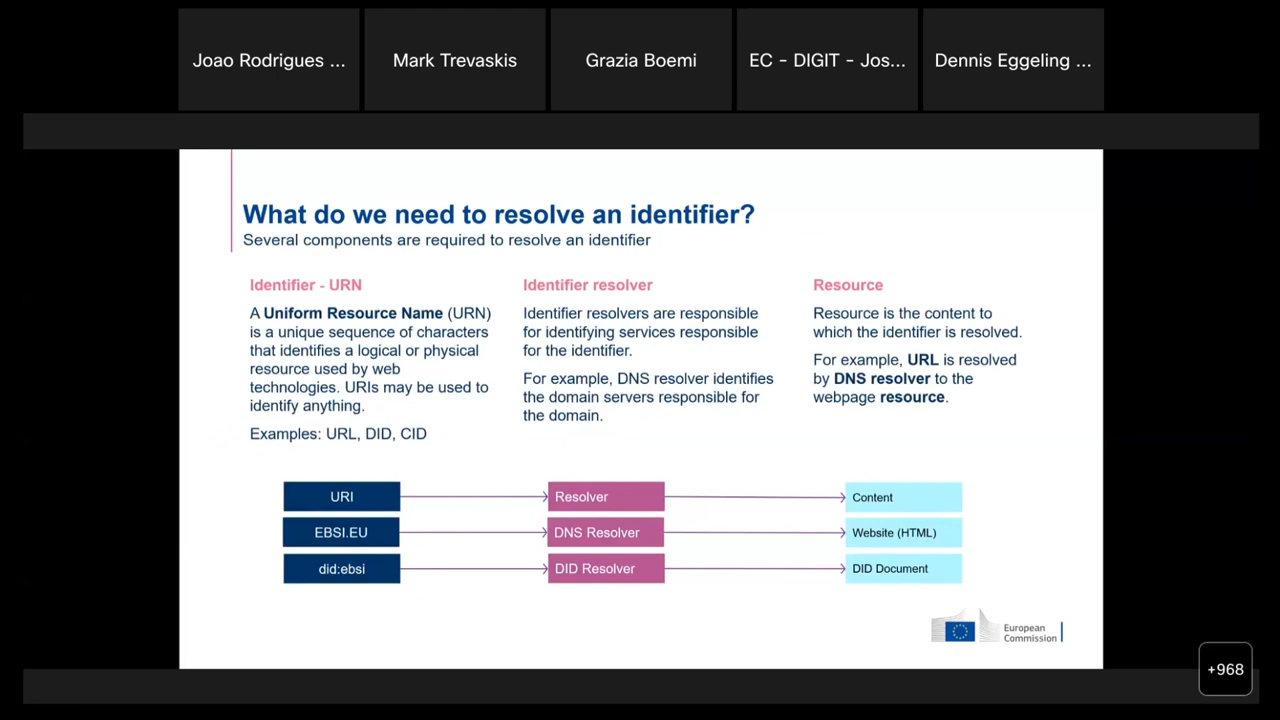 Joao Rodrigues ...
Mark Trevaskis
Grazia Boemi
EC - DIGIT - Jos...
Dennis Eggeling ...
What do we need to resolve an identifier?
Several components are required to resolve an identifier
Identifier - URN
A Uniform Resource Name (URN)
is a unique sequence of characters
that identifies a logical or physical
resource used by web
technologies. URIs may be used to
identify anything.
Examples: URL, DID, CID
Identifier resolver
Identifier resolvers are responsible
for identifying services responsible
for the identifier.
For example, DNS resolver identifies
the domain servers responsible for
the domain.
Resource
Resource is the content to
which the identifier is resolved.
For example, URL is resolved
by DNS resolver to the
webpage resource.
URI
Resolver
Content
EBSI.EU
DNS Resolver
Website (HTML)
did:ebsi
DID Resolver
DID Document
European
Commission
+968